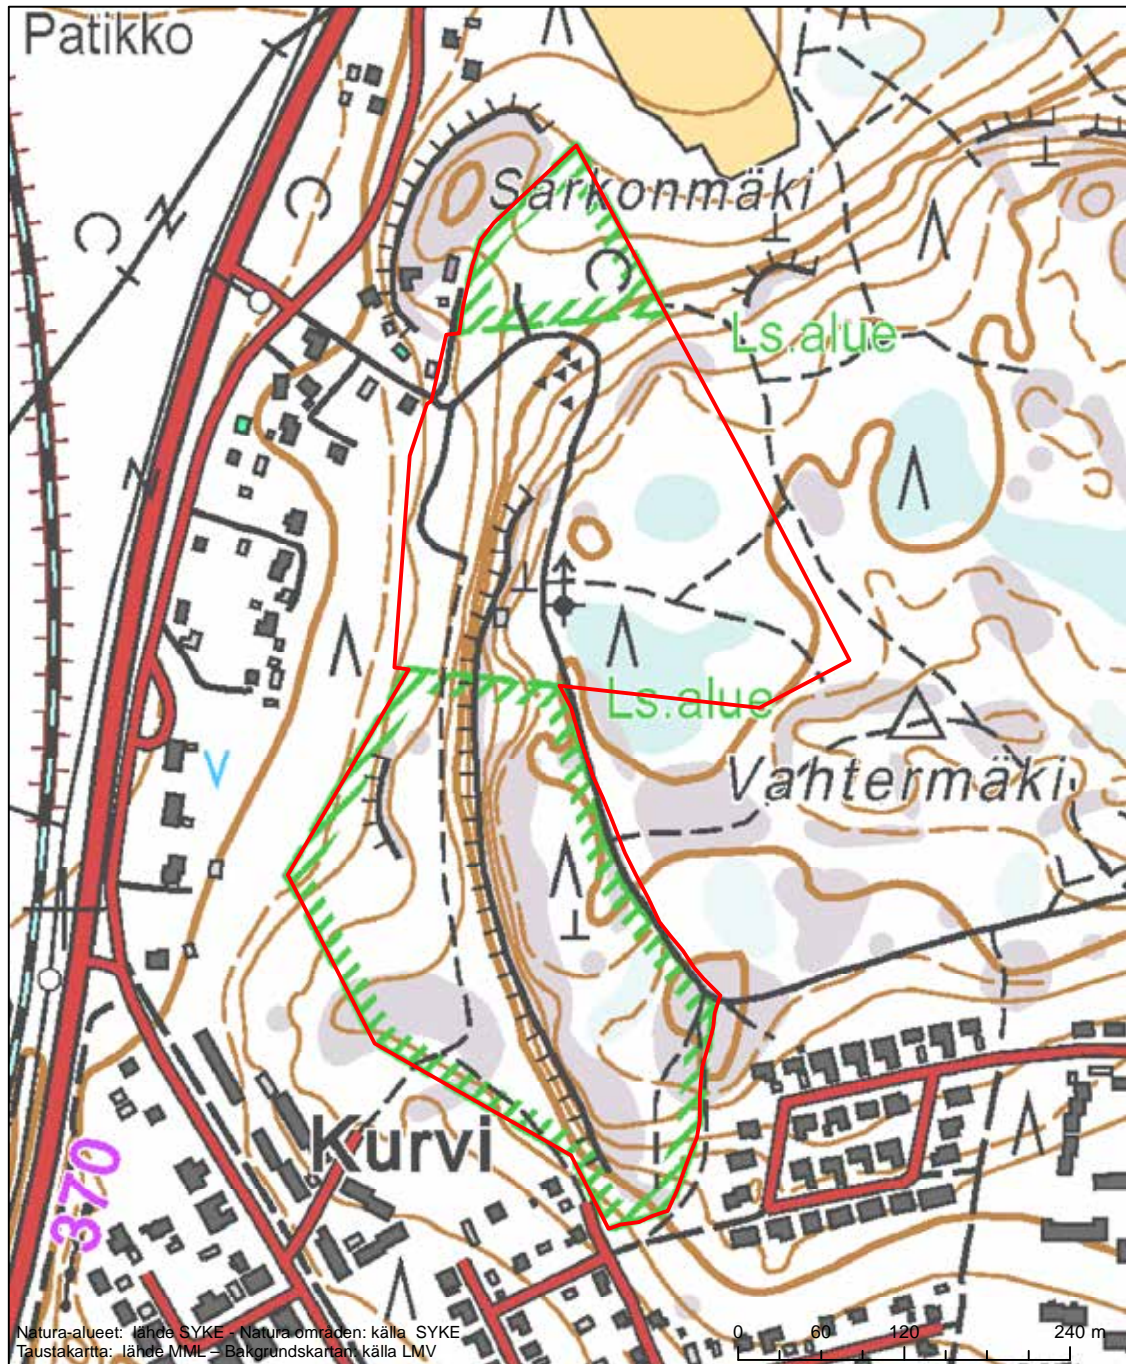 Patikko
Sarkonmäki
Ls.alue
Ls.alue
Vahtermäki
Kurvi
370
Natura-alueet: lähde SYKE - Natura områden: källa SYKE
Taustakartta: lähde MML – Bakgrundskartan: källa LMV
0 60 120 240 m